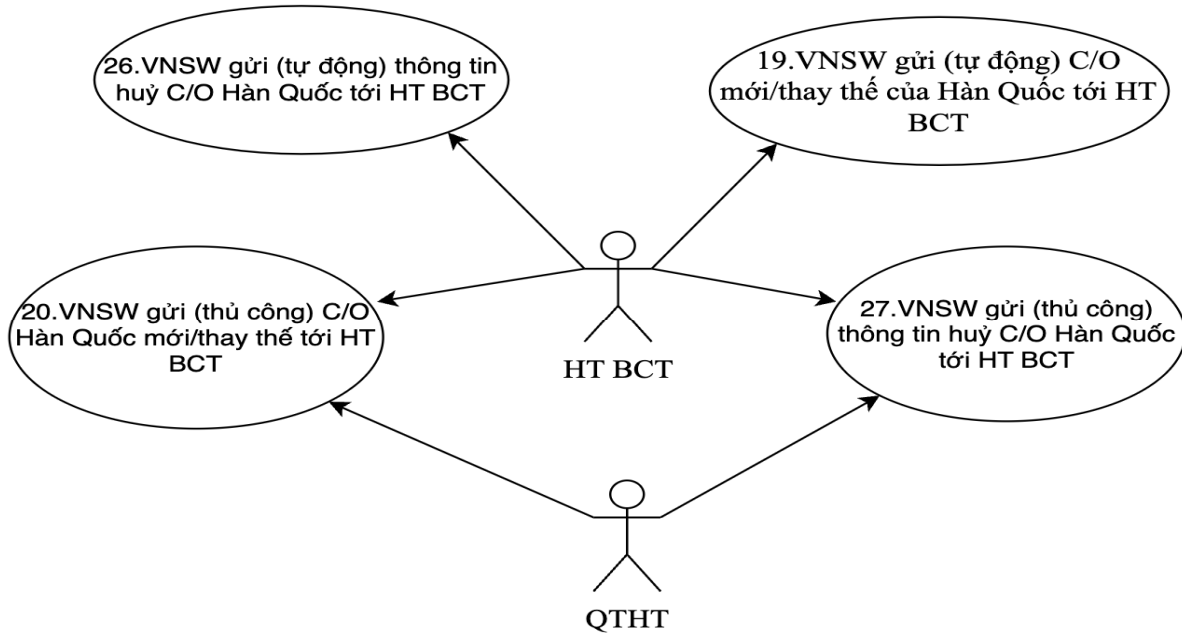 26.VNSW gửi (tự động) thông tin
huỷ C/O Hàn Quốc tới HT BCT
19.VNSW gửi (tự động) C/O
mới/thay thế của Hàn Quốc tới HT
BCT
20.VNSW gửi (thủ công) C/O
Hàn Quốc mới/thay thế tới HT
BCT
27.VNSW gửi (thủ công)
thông tin huỷ C/O Hàn Quốc
tới HT BCT
HT BCT
QTHT